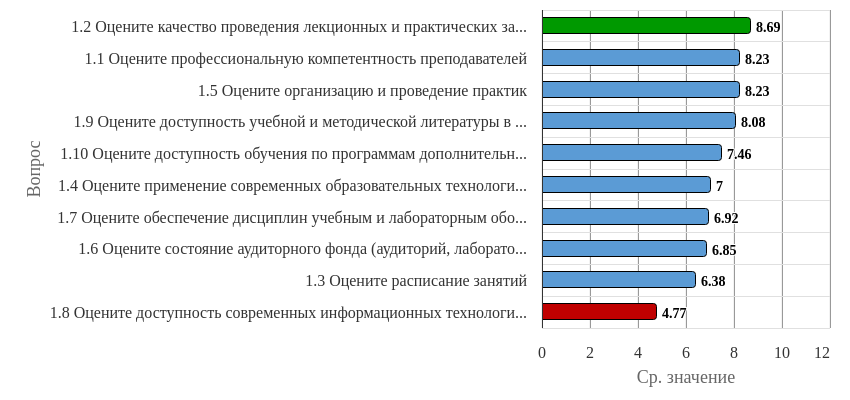 1.2 Оцените качество проведения лекционных и практических за... 8.69
1.1 Оцените профессиональную компетентность преподавателей 8.23
1.5 Оцените организацию и проведение практик 8.23
1.9 Оцените доступность учебной и методической литературы в ... 8.08
1.10 Оцените доступность обучения по программам дополнительн... 7.46
1.4 Оцените применение современных образовательных технологи... 7
1.7 Оцените обеспечение дисциплин учебным и лабораторным обо... 6.92
1.6 Оцените состояние аудиторного фонда (аудиторий, лаборато... 6.85
1.3 Оцените расписание занятий 6.38
1.8 Оцените доступность современных информационных технологи... 4.77
Вопрос
0 2 4 6 8 10 12
Ср. значение